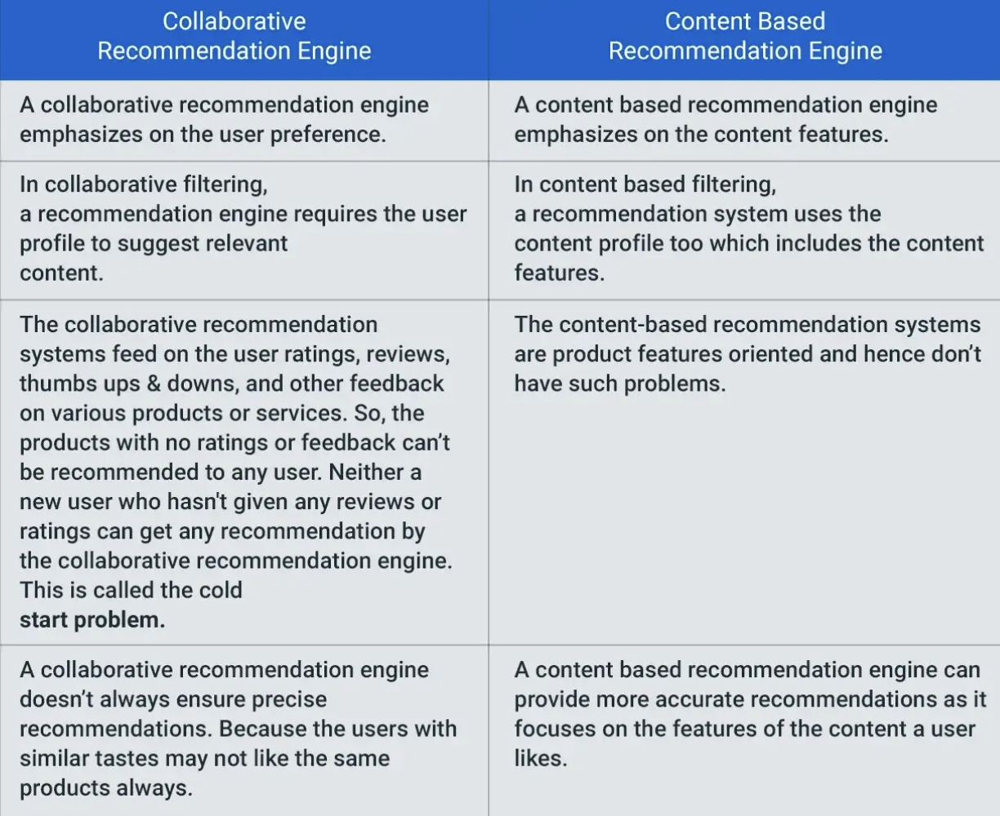 Collaborative
Recommendation Engine
Content Based
Recommendation Engine
A collaborative recommendation engine
emphasizes on the user preference.
A content based recommendation engine
emphasizes on the content features.
In collaborative filtering,
a recommendation engine requires the user
profile to suggest relevant
content.
In content based filtering,
a recommendation system uses the
content profile too which includes the content
features.
The collaborative recommendation
systems feed on the user ratings, reviews,
thumbs ups & downs, and other feedback
on various products or services. So, the
products with no ratings or feedback can’t
be recommended to any user. Neither a
new user who hasn't given any reviews or
ratings can get any recommendation by
the collaborative recommendation engine.
This is called the cold
start problem.
The content-based recommendation systems
are product features oriented and hence don’t
have such problems.
A collaborative recommendation engine
doesn’t always ensure precise
recommendations. Because the users with
similar tastes may not like the same
products always.
A content based recommendation engine can
provide more accurate recommendations as it
focuses on the features of the content a user
likes.